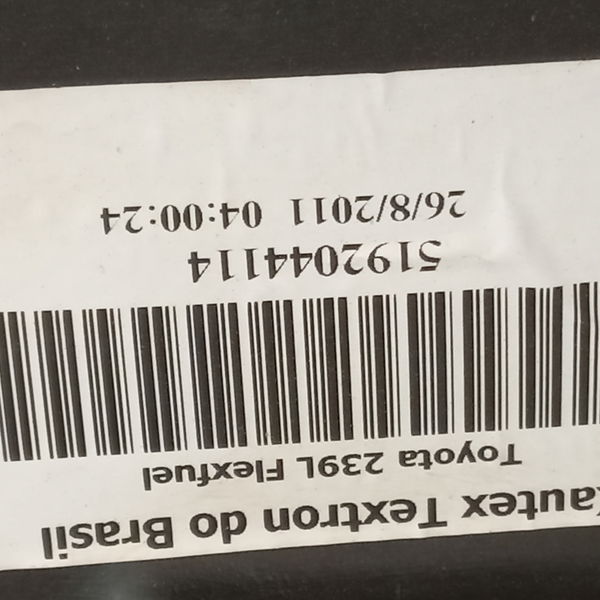 Kautex Textron do Brasil
Toyota 239L Flexfuel
5192044114
26/8/2011 04:00:24